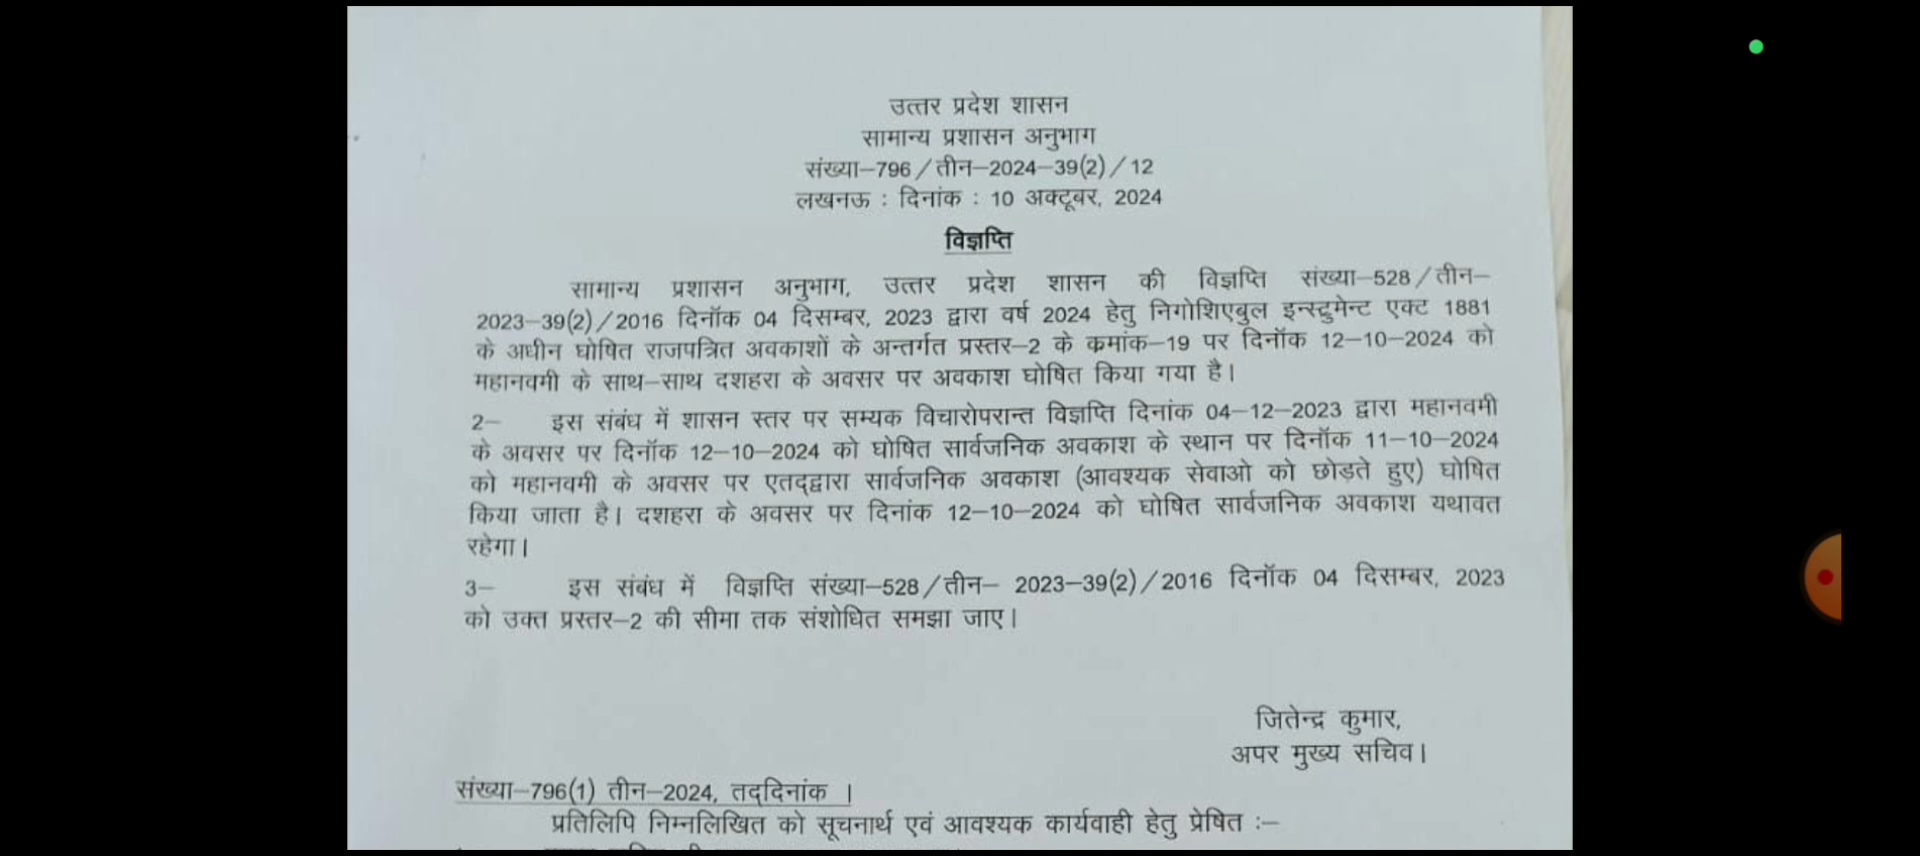 उत्तर प्रदेश शासन
सामान्य प्रशासन अनुभाग
संख्या–796/तीन–2024–39(2)/12
लखनऊ : दिनांक : 10 अक्टूबर, 2024
विज्ञप्ति
सामान्य प्रशासन अनुभाग, उत्तर प्रदेश शासन की विज्ञप्ति संख्या–528/तीन–
2023–39(2)/2016 दिनॉक 04 दिसम्बर, 2023 द्वारा वर्ष 2024 हेतु निगोशिएबुल इन्स्ट्रुमेन्ट एक्ट 1881
के अधीन घोषित राजपत्रित अवकाशों के अन्तर्गत प्रस्तर–2 के क्रमांक–19 पर दिनॉक 12–10–2024 को
महानवमी के साथ–साथ दशहरा के अवसर पर अवकाश घोषित किया गया है।
2– इस संबंध में शासन स्तर पर सम्यक विचारोपरान्त विज्ञप्ति दिनांक 04–12–2023 द्वारा महानवमी
के अवसर पर दिनॉक 12–10–2024 को घोषित सार्वजनिक अवकाश के स्थान पर दिनॉक 11–10–2024
को महानवमी के अवसर पर एतद्द्वारा सार्वजनिक अवकाश (आवश्यक सेवाओ को छोड़ते हुए) घोषित
किया जाता है। दशहरा के अवसर पर दिनांक 12–10–2024 को घोषित सार्वजनिक अवकाश यथावत
रहेगा।
3– इस संबंध में विज्ञप्ति संख्या–528/तीन– 2023–39(2)/2016 दिनॉक 04 दिसम्बर, 2023
को उक्त प्रस्तर–2 की सीमा तक संशोधित समझा जाए।
जितेन्द्र कुमार,
अपर मुख्य सचिव।
संख्या–796(1) तीन–2024, तद्दिनांक ।
प्रतिलिपि निम्नलिखित को सूचनार्थ एवं आवश्यक कार्यवाही हेतु प्रेषित :–